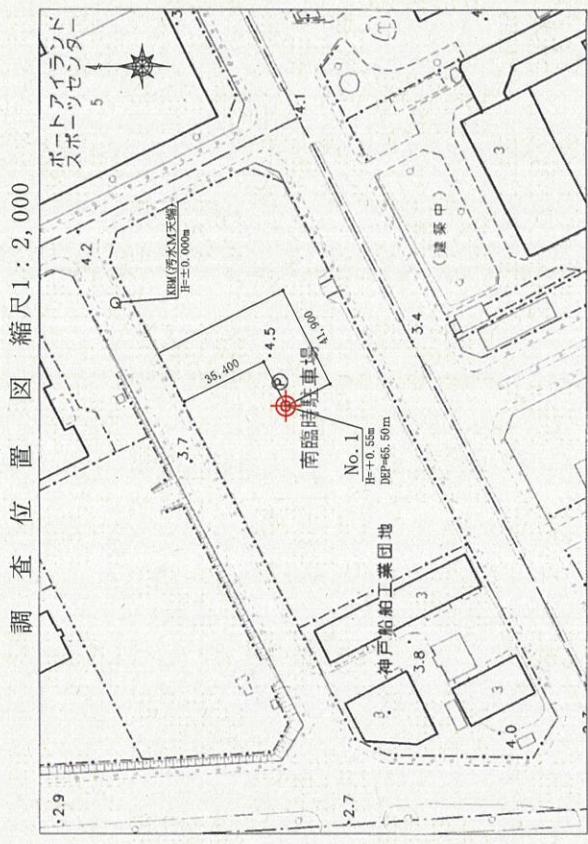 調査位置図 縮尺1:2,000
ポートアイランド
スポーツセンター
5
3
4.1
4.2
KBM(汚水M天端)
H=±0.000m
3
(建築中)
4.5
41,900
35,400
P
3.4
3.7
南臨時駐車場
No.1
H=+0.55m
DEP=65.50m
神戸船舶工業団地
3
3.8
3
3
4.0
2.9
2.7